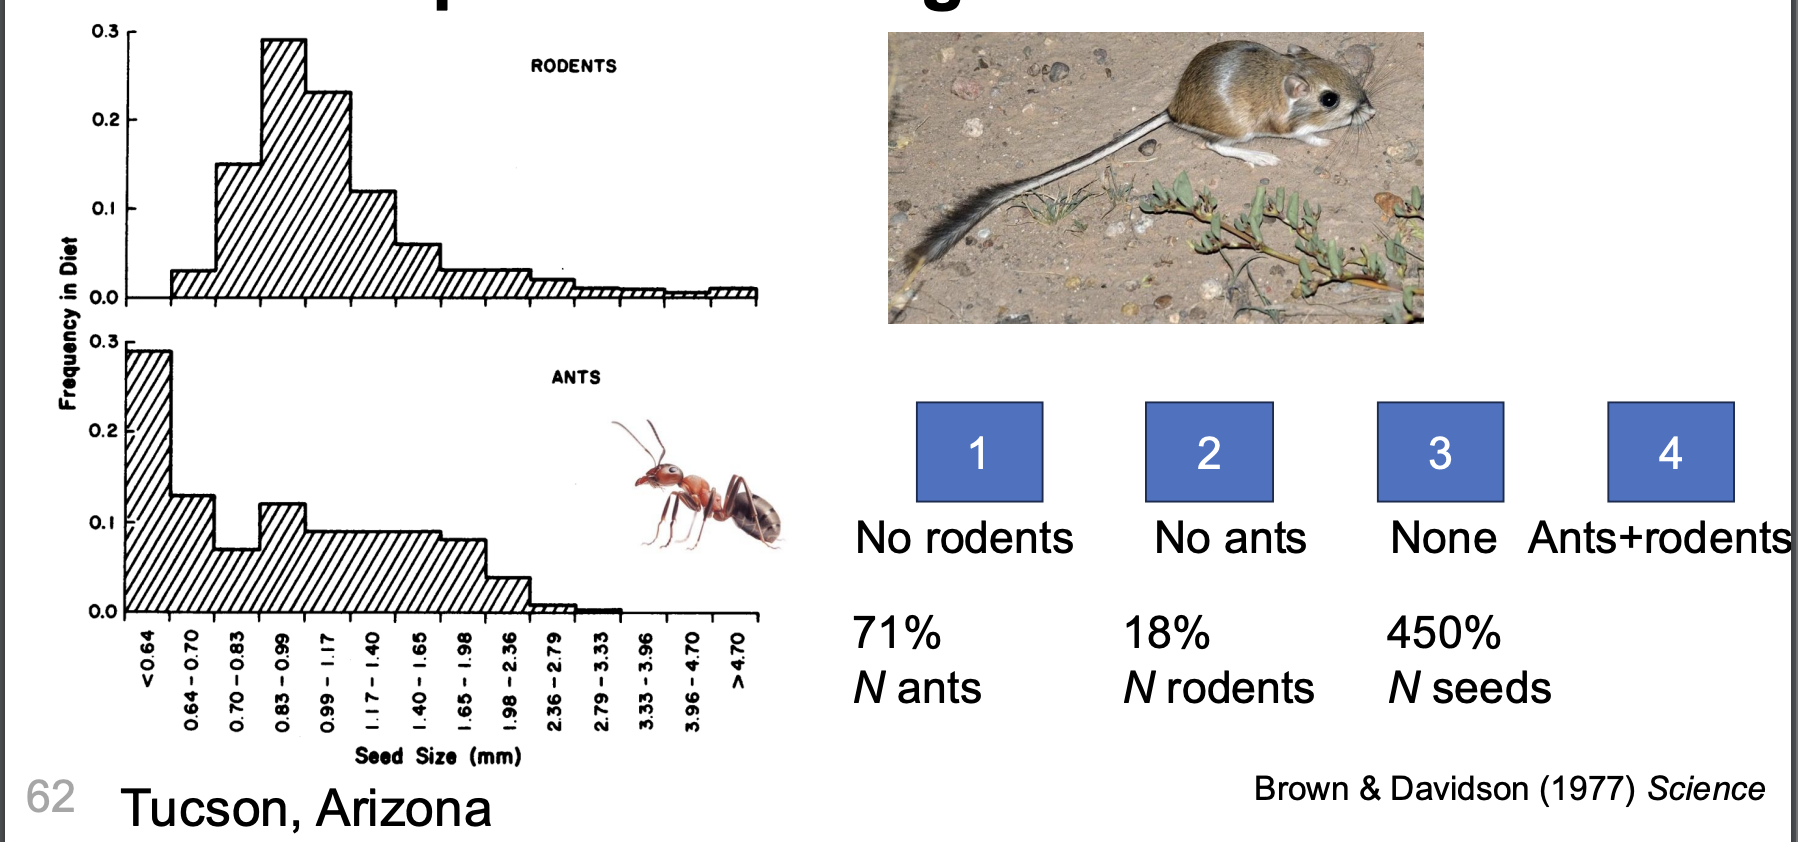 0.3
RODENTS
0.2
0.1
0.0
Frequency in Diet
0.3
ANTS
0.2
0.1
0.0
<0.64
0.64-0.70
0.70-0.83
0.83-0.99
0.99-1.17
1.17-1.40
1.40-1.65
1.65-1.98
1.98-2.36
2.36-2.79
2.79-3.33
3.33-3.96
3.96-4.70
>4.70
Seed Size (mm)
1
2
3
4
No rodents
No ants
None
Ants+rodents
71%
N ants
18%
N rodents
450%
N seeds
62
Tucson, Arizona
Brown & Davidson (1977) Science